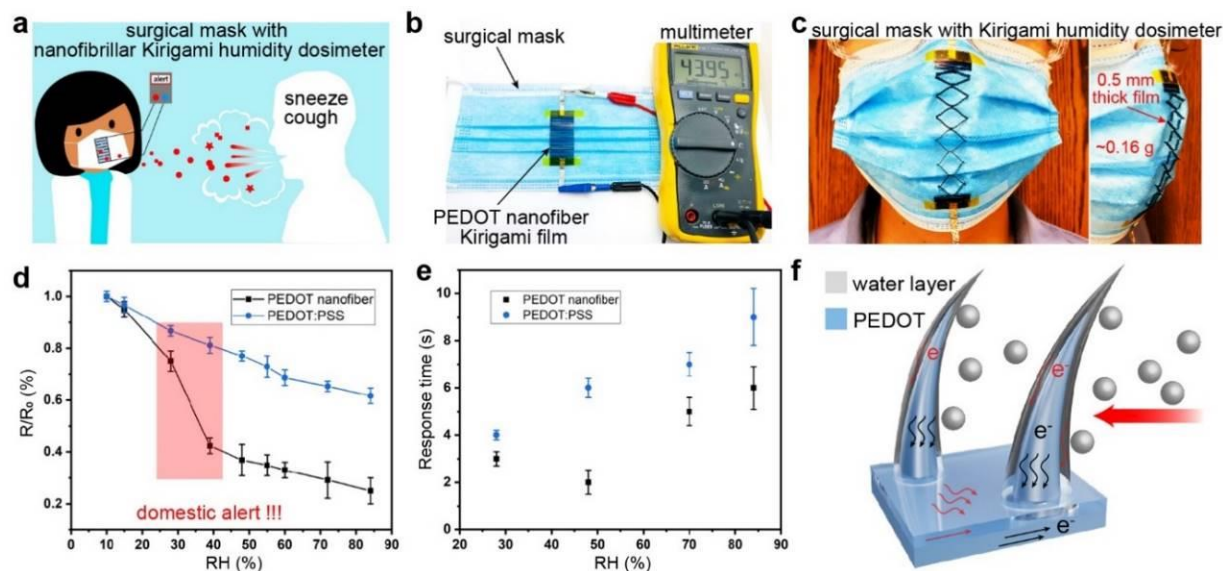 a
surgical mask with
nanofibrillar Kirigami humidity dosimeter
alert
sneeze
cough
b
surgical mask
multimeter
FLUKE
43.95
PEDOT nanofiber
Kirigami film
c
surgical mask with Kirigami humidity dosimeter
0.5 mm
thick film
~0.16 g
d
R/R₀ (%)
1.0
0.8
0.6
0.4
0.2
PEDOT nanofiber
PEDOT:PSS
domestic alert !!!
0 10 20 30 40 50 60 70 80 90
RH (%)
e
Response time (s)
10
8
6
4
2
0
PEDOT nanofiber
PEDOT:PSS
20 30 40 50 60 70 80 90
RH (%)
f
water layer
PEDOT
e⁻
e⁻
e⁻
e⁻